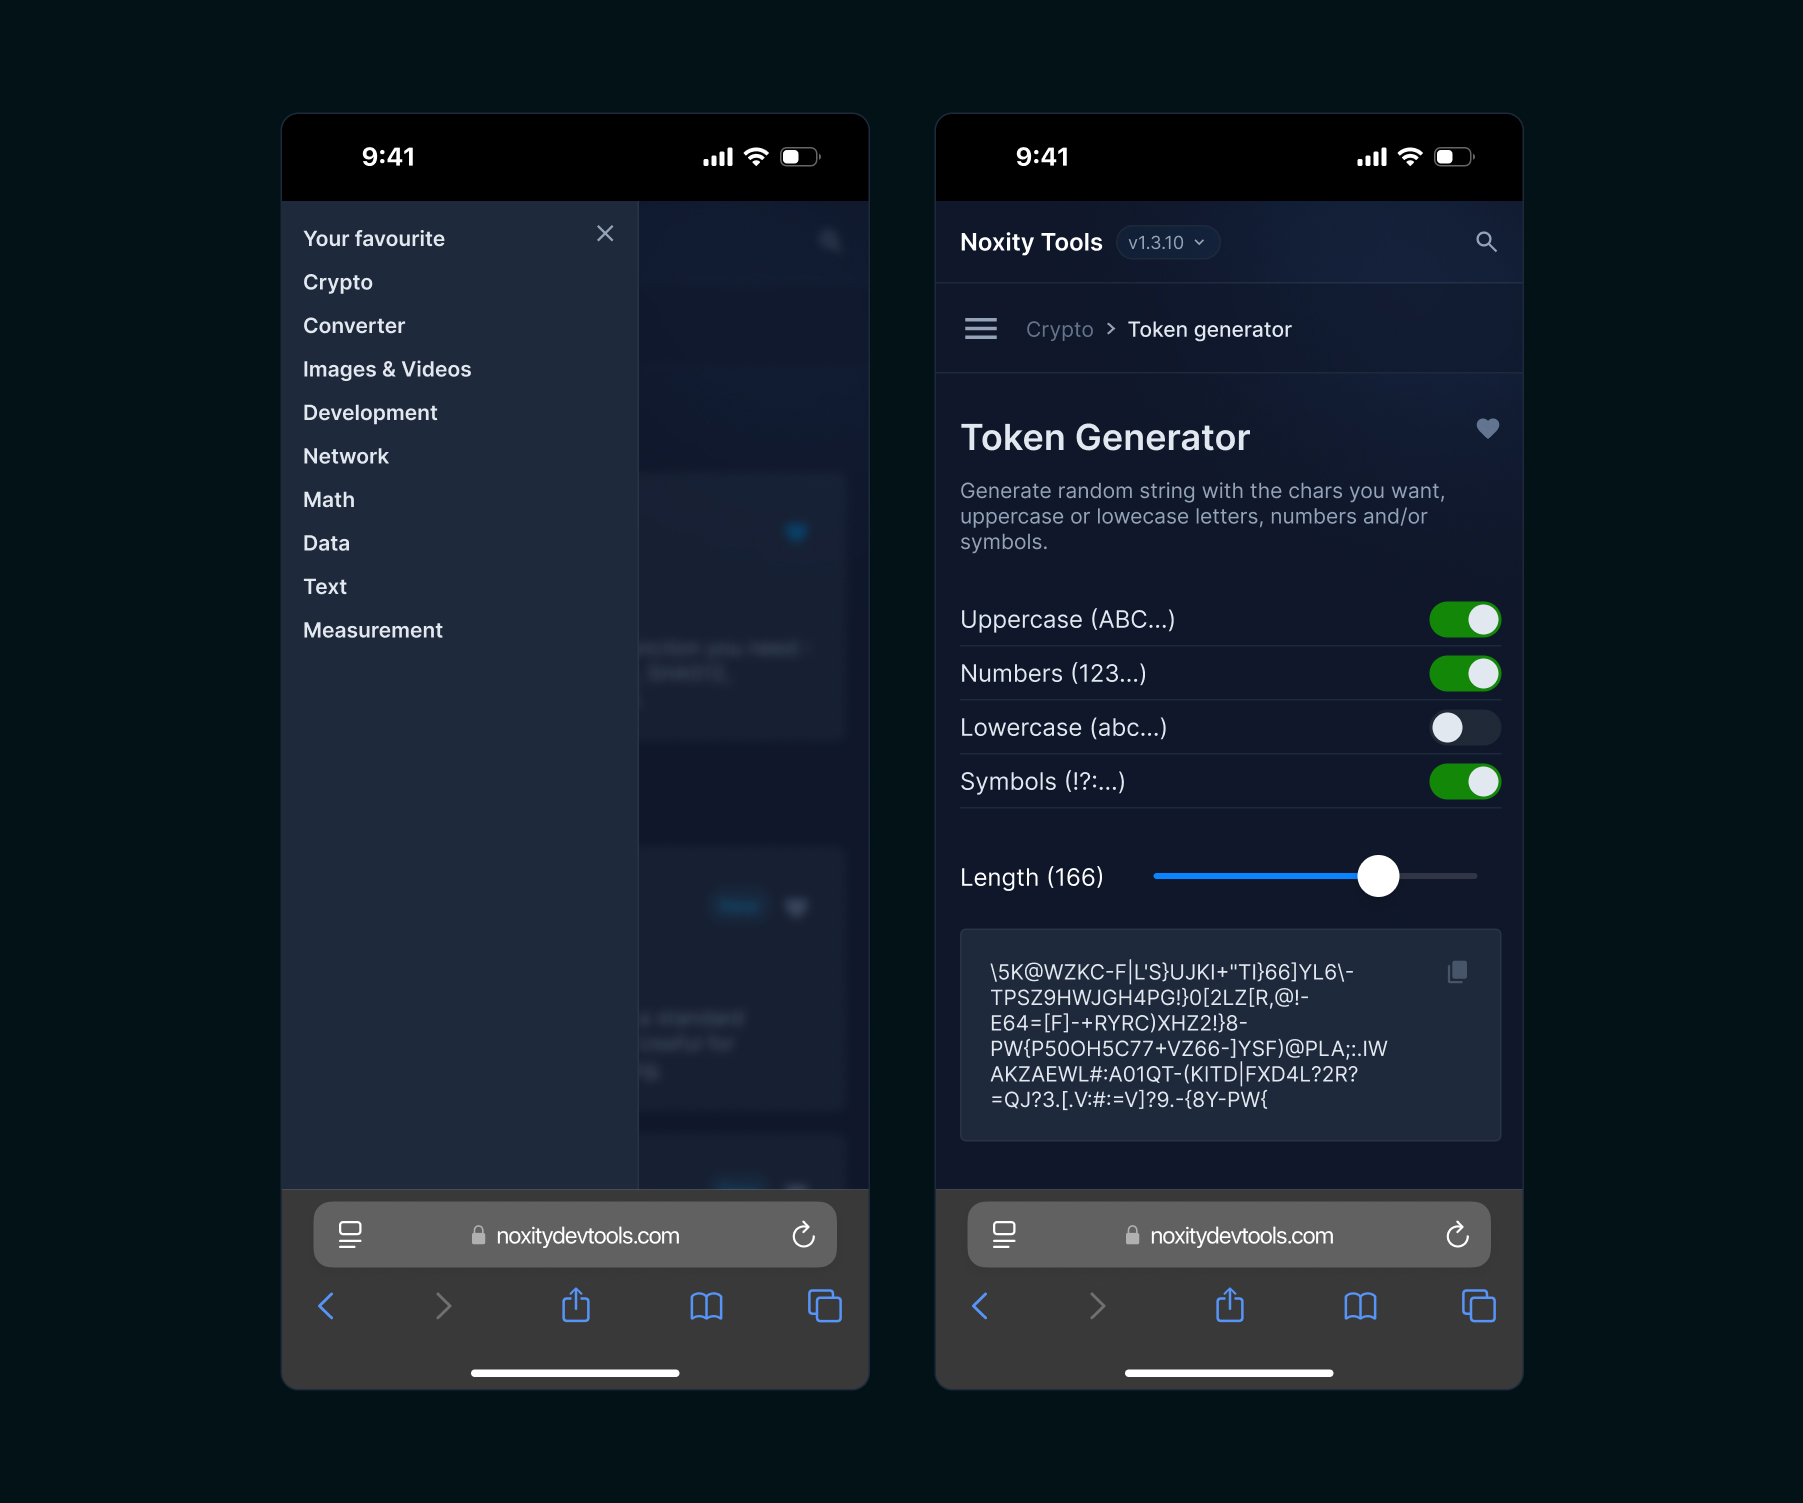 9:41
Your favourite
Crypto
Converter
Images & Videos
Development
Network
Math
Data
Text
Measurement
noxitydevtools.com
9:41
Noxity Tools v1.3.10
Crypto > Token generator
Token Generator
Generate random string with the chars you want,
uppercase or lowecase letters, numbers and/or
symbols.
Uppercase (ABC...)
Numbers (123...)
Lowercase (abc...)
Symbols (!?:...)
Length (166)
\5K@WZKC-F|L'S}UJKI+"TI}66]YL6\-
TPSZ9HWJGH4PG!}0[2LZ[R,@!-
E64=[F]-+RYRC)XHZ2!}8-
PW{P50OH5C77+VZ66-]YSF)@PLA;:.IW
AKZAEWL#:A01QT-(KITD|FXD4L?2R?
=QJ?3.[.V:#:=V]?9.-{8Y-PW{
noxitydevtools.com